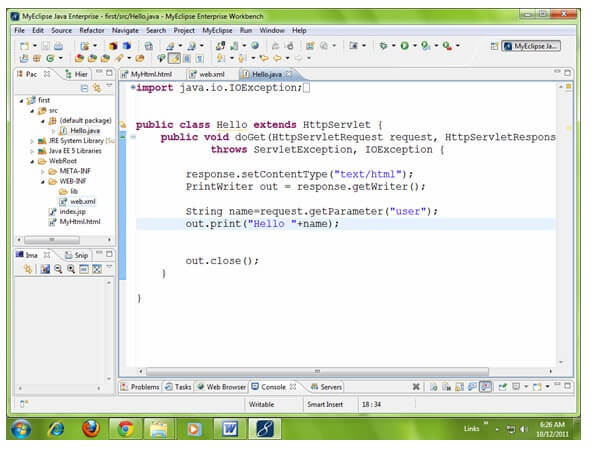 MyEclipse Java Enterprise - first/src/Hello.java - MyEclipse Enterprise Workbench
File Edit Source Refactor Navigate Search Project MyEclipse Run Window Help
MyEclipse Ja...
Pac Hier
MyHtml.html web.xml Hello.java
first
src
(default package)
Hello.java
JRE System Library [Su
Java EE 5 Libraries
WebRoot
META-INF
WEB-INF
lib
web.xml
index.jsp
MyHtml.html
Ima Snip
import java.io.IOException;
public class Hello extends HttpServlet {
public void doGet(HttpServletRequest request, HttpServletRespons
throws ServletException, IOException {
response.setContentType("text/html");
PrintWriter out = response.getWriter();
String name=request.getParameter("user");
out.print("Hello "+name);
out.close();
}
}
Problems Tasks Web Browser Console Servers
Writable Smart Insert 18 : 34
Links
6:26 AM
10/12/2011